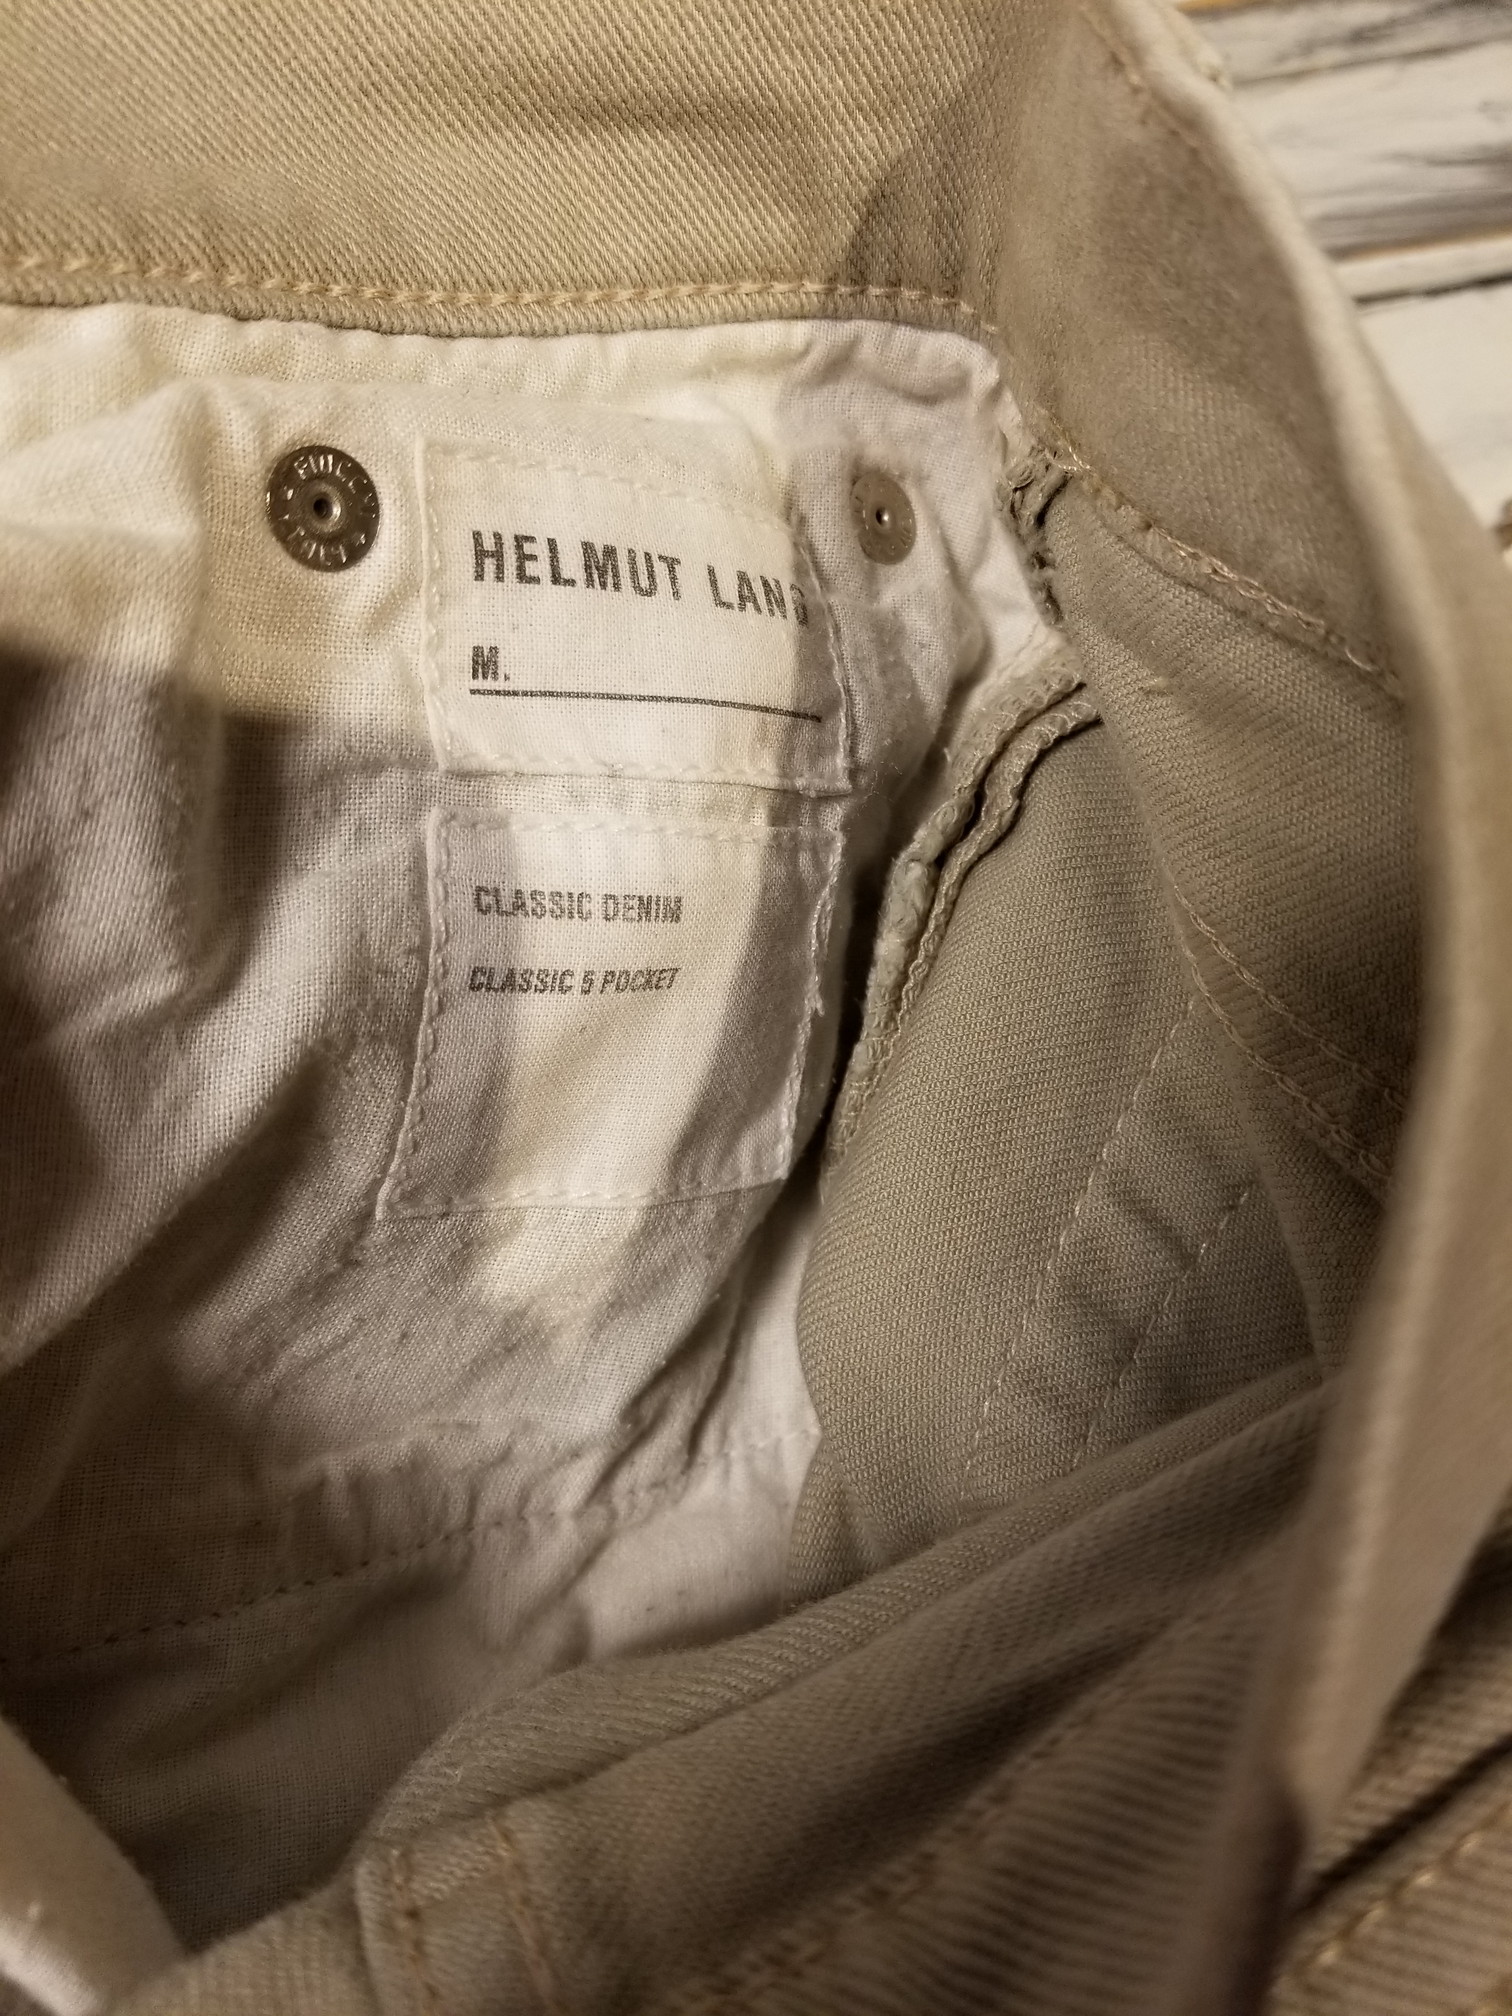 HELMUT LANG
M.
CLASSIC DENIM
CLASSIC 5 POCKET